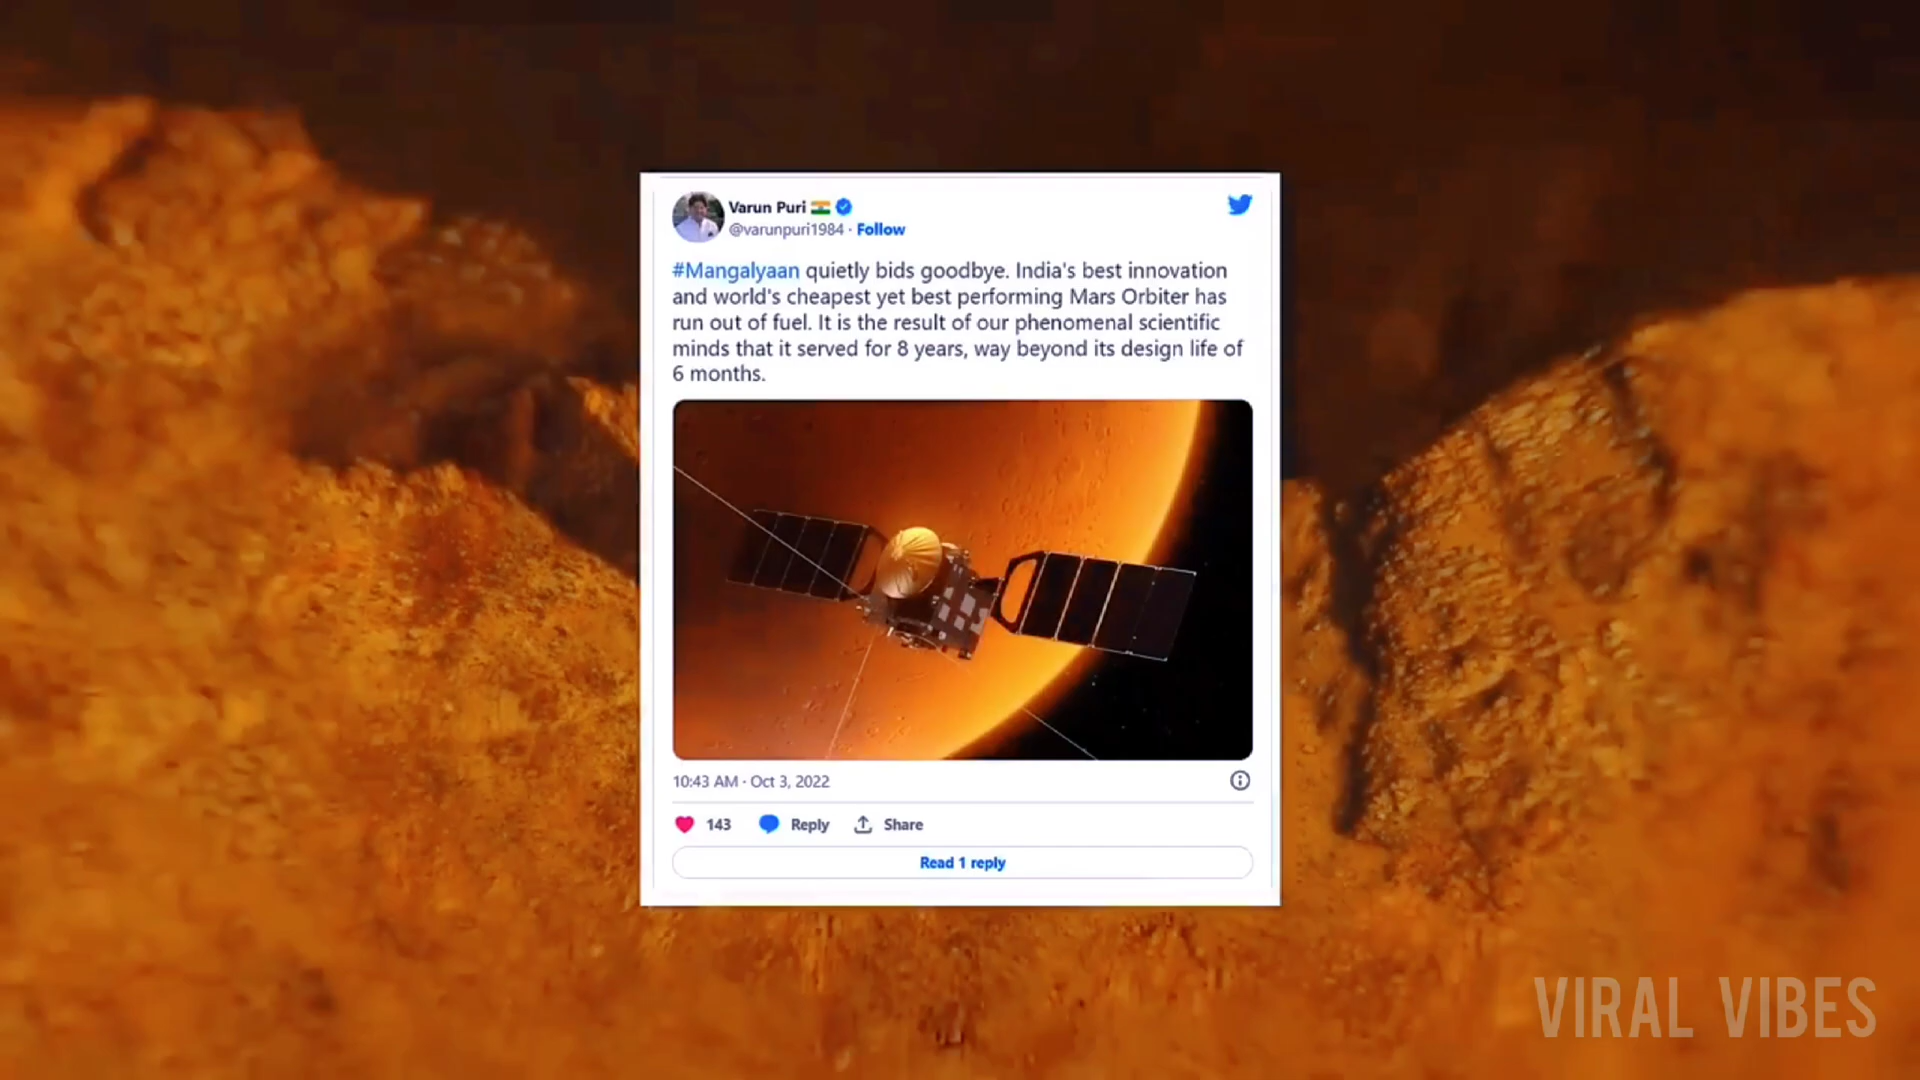 Varun Puri
@varunpuri1984 · Follow
#Mangalyaan quietly bids goodbye. India's best innovation
and world's cheapest yet best performing Mars Orbiter has
run out of fuel. It is the result of our phenomenal scientific
minds that it served for 8 years, way beyond its design life of
6 months.
10:43 AM · Oct 3, 2022
143 Reply Share
Read 1 reply
VIRAL VIBES